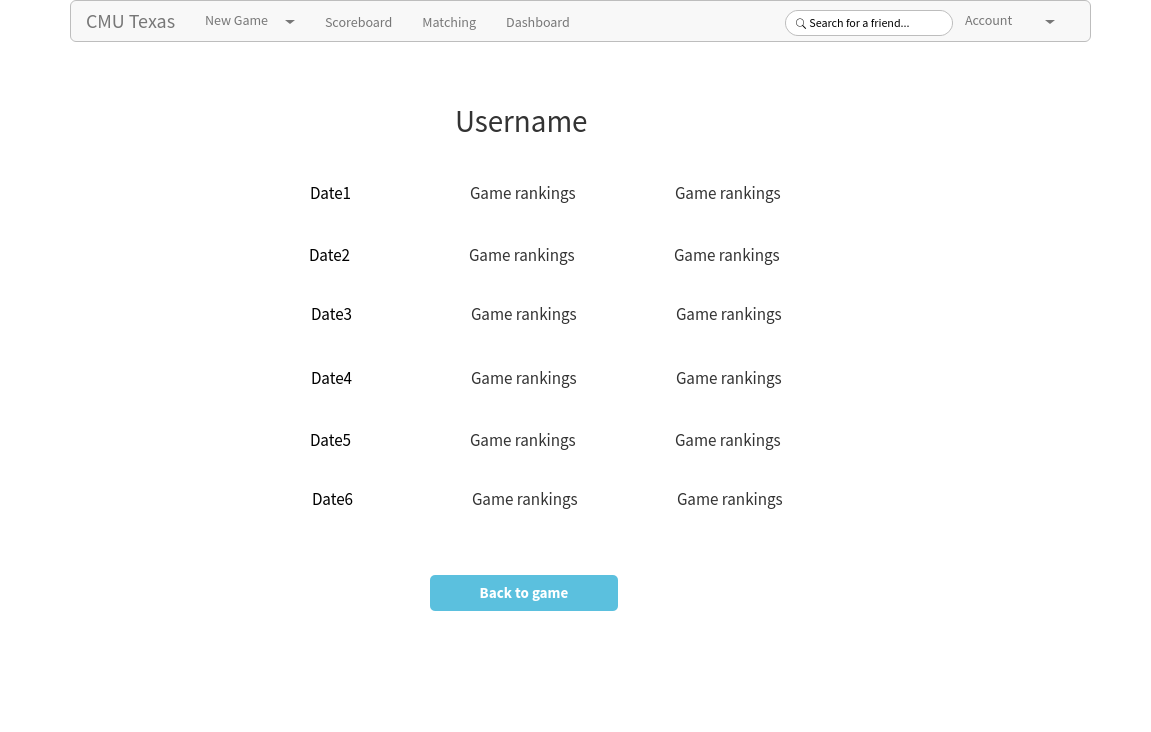 CMU Texas New Game Scoreboard Matching Dashboard Search for a friend... Account
Username
Date1 Game rankings Game rankings
Date2 Game rankings Game rankings
Date3 Game rankings Game rankings
Date4 Game rankings Game rankings
Date5 Game rankings Game rankings
Date6 Game rankings Game rankings
Back to game